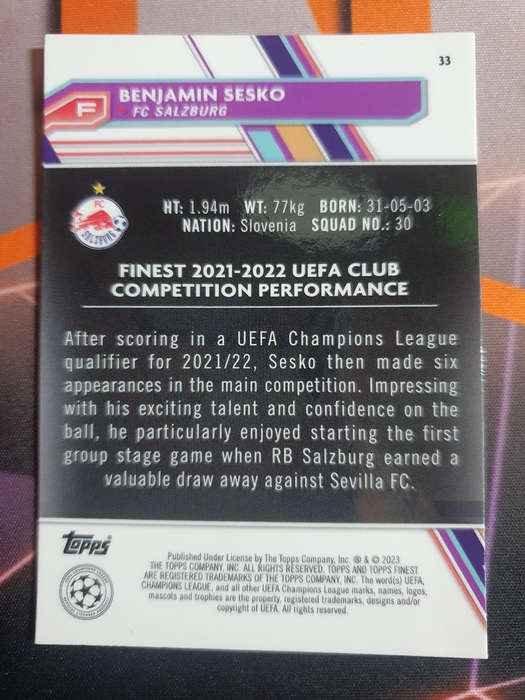 33
BENJAMIN SESKO
F
FC SALZBURG
FC
SALZBURG
HT: 1.94m WT: 77kg BORN: 31-05-03
NATION: Slovenia SQUAD NO.: 30
FINEST 2021-2022 UEFA CLUB
COMPETITION PERFORMANCE
After scoring in a UEFA Champions League
qualifier for 2021/22, Sesko then made six
appearances in the main competition. Impressing
with his exciting talent and confidence on the
ball, he particularly enjoyed starting the first
group stage game when RB Salzburg earned a
valuable draw away against Sevilla FC.
Topps
Published Under License by The Topps Company, Inc. ® & © 2023
THE TOPPS COMPANY, INC. ALL RIGHTS RESERVED. TOPPS AND TOPPS FINEST
ARE REGISTERED TRADEMARKS OF THE TOPPS COMPANY, INC. The word(s) UEFA,
CHAMPIONS LEAGUE, and all other UEFA Champions League marks, names, logos,
mascots and trophies are the property, registered trademarks, designs and/or
copyright of UEFA. All rights reserved.